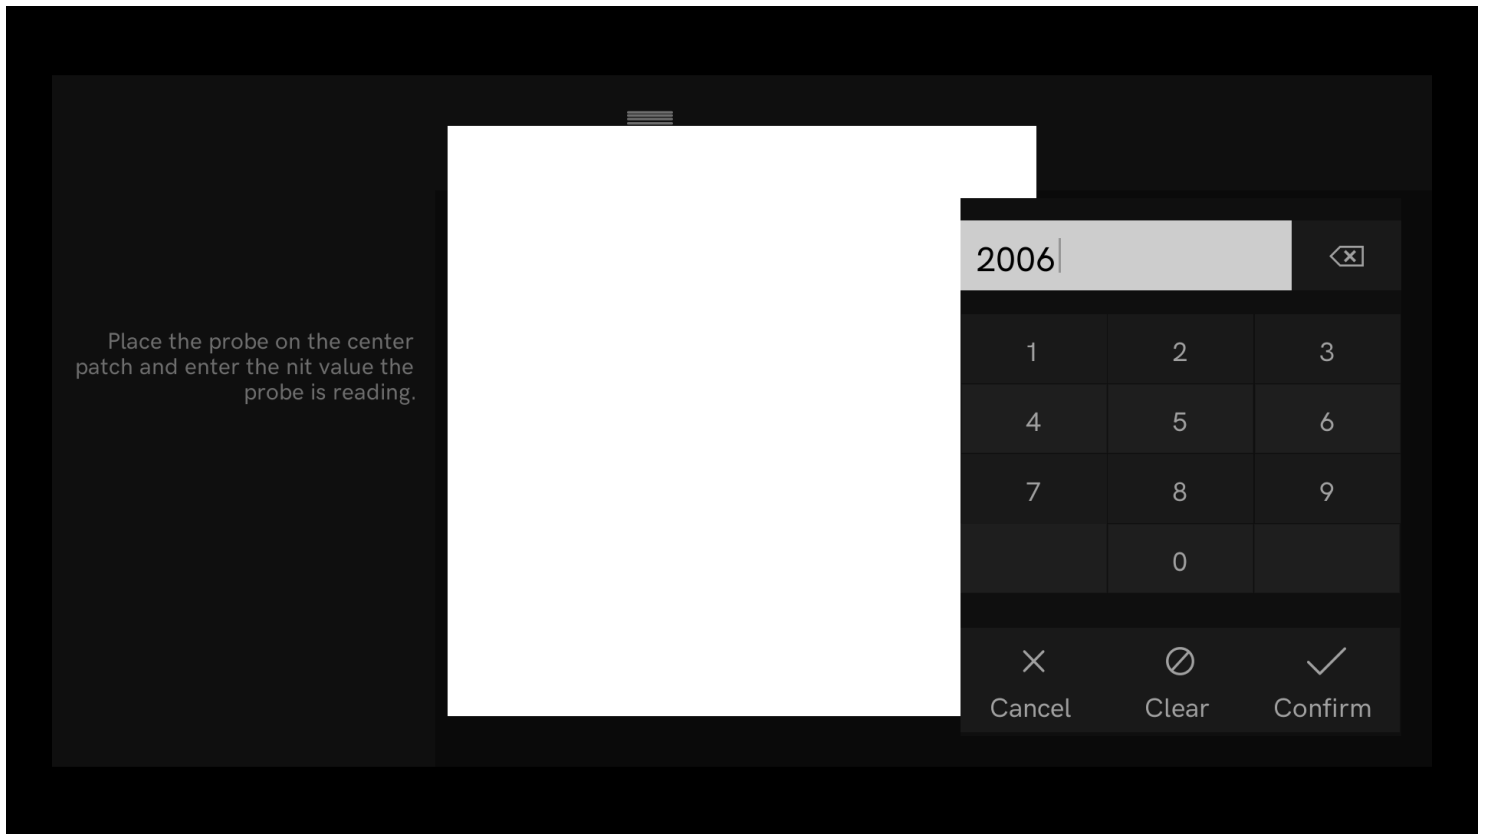 Place the probe on the center
patch and enter the nit value the
probe is reading.
2006
1 2 3
4 5 6
7 8 9
0
Cancel Clear Confirm